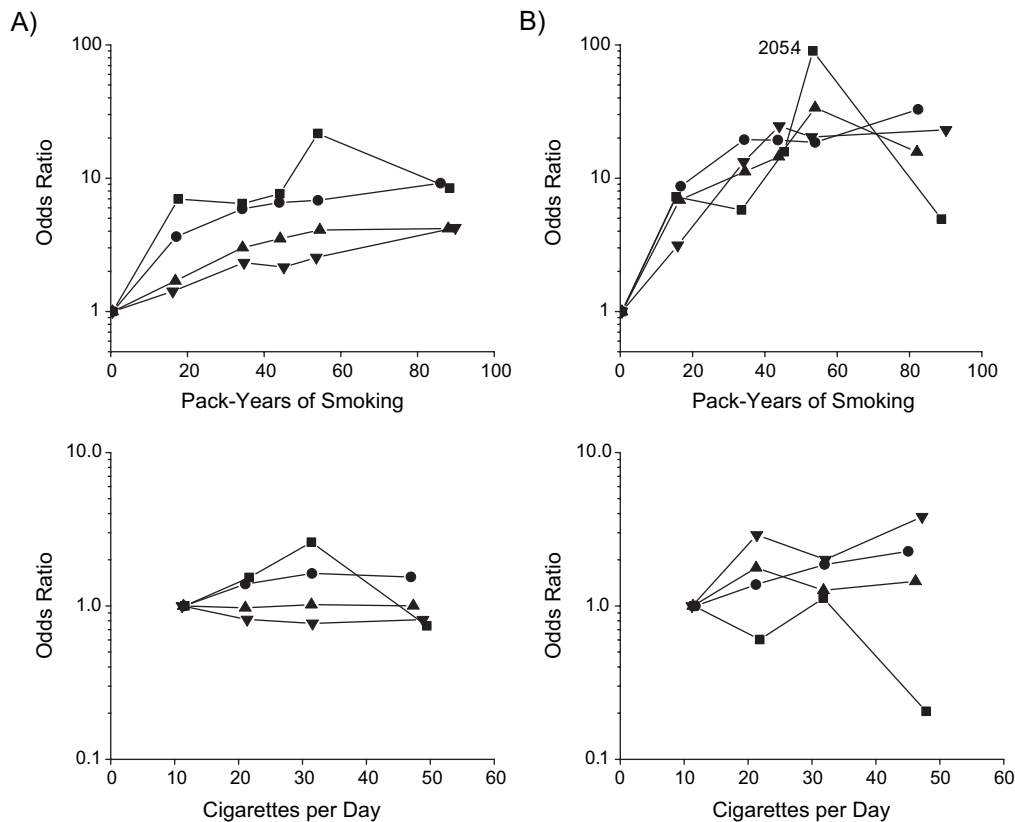 A)
100
10
1
Odds Ratio
0 20 40 60 80 100
Pack-Years of Smoking
B)
100
10
1
Odds Ratio
2054
0 20 40 60 80 100
Pack-Years of Smoking
10.0
1.0
0.1
Odds Ratio
0 10 20 30 40 50 60
Cigarettes per Day
10.0
1.0
0.1
Odds Ratio
0 10 20 30 40 50 60
Cigarettes per Day